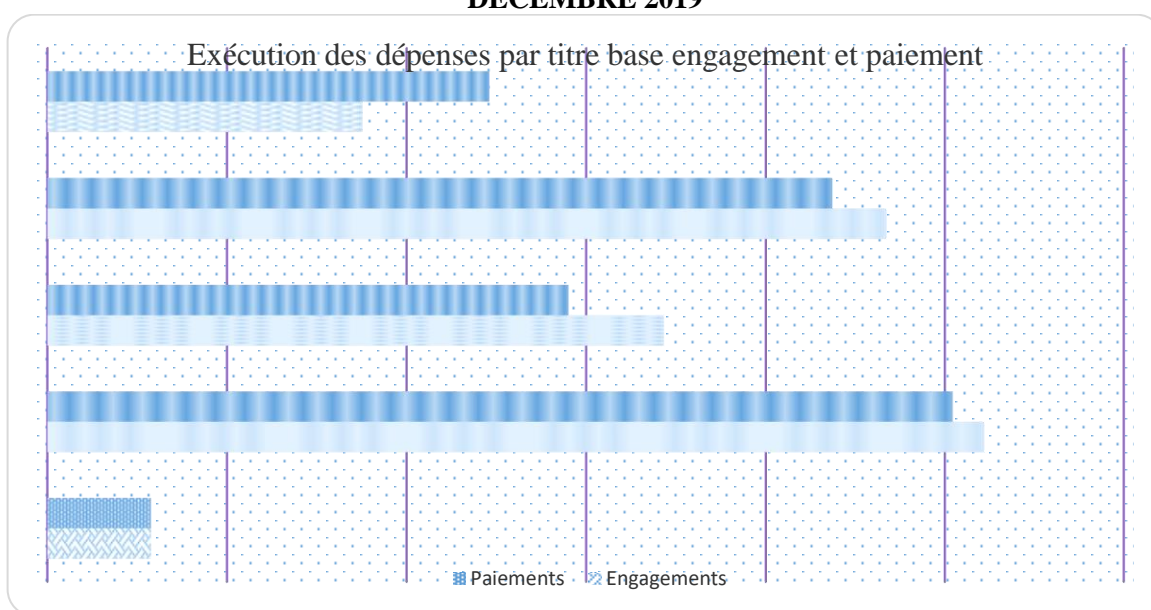 DECEMBRE 2019
Exécution des dépenses par titre base engagement et paiement
Paiements Engagements